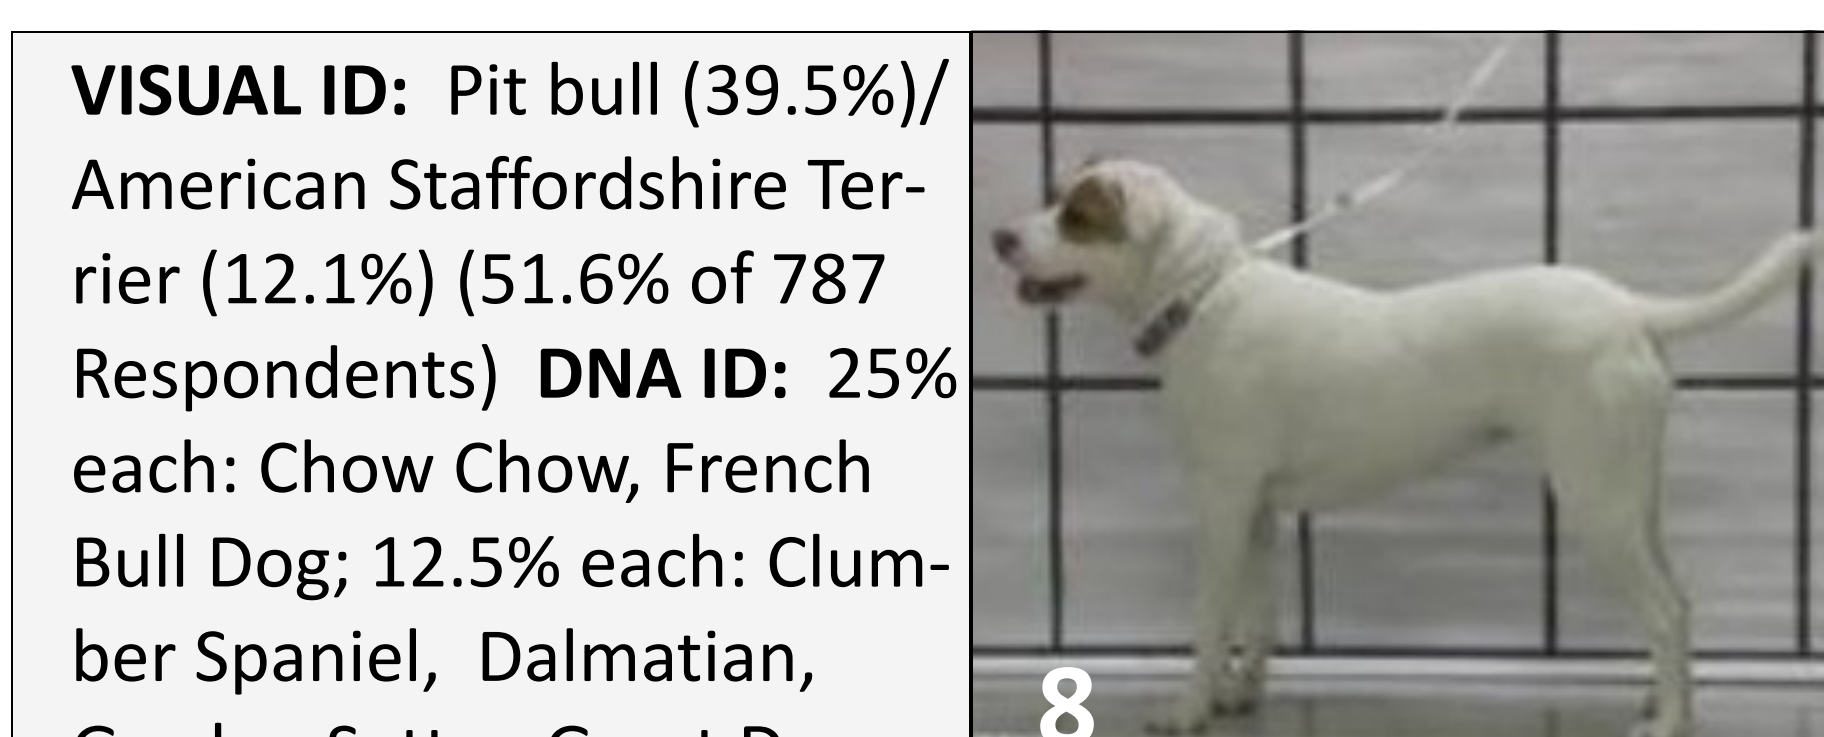 VISUAL ID:  Pit bull (39.5%)/
American Staffordshire Ter-
rier (12.1%) (51.6% of 787
Respondents)  DNA ID:  25%
each: Chow Chow, French
Bull Dog; 12.5% each: Clum-
ber Spaniel,  Dalmatian,
8